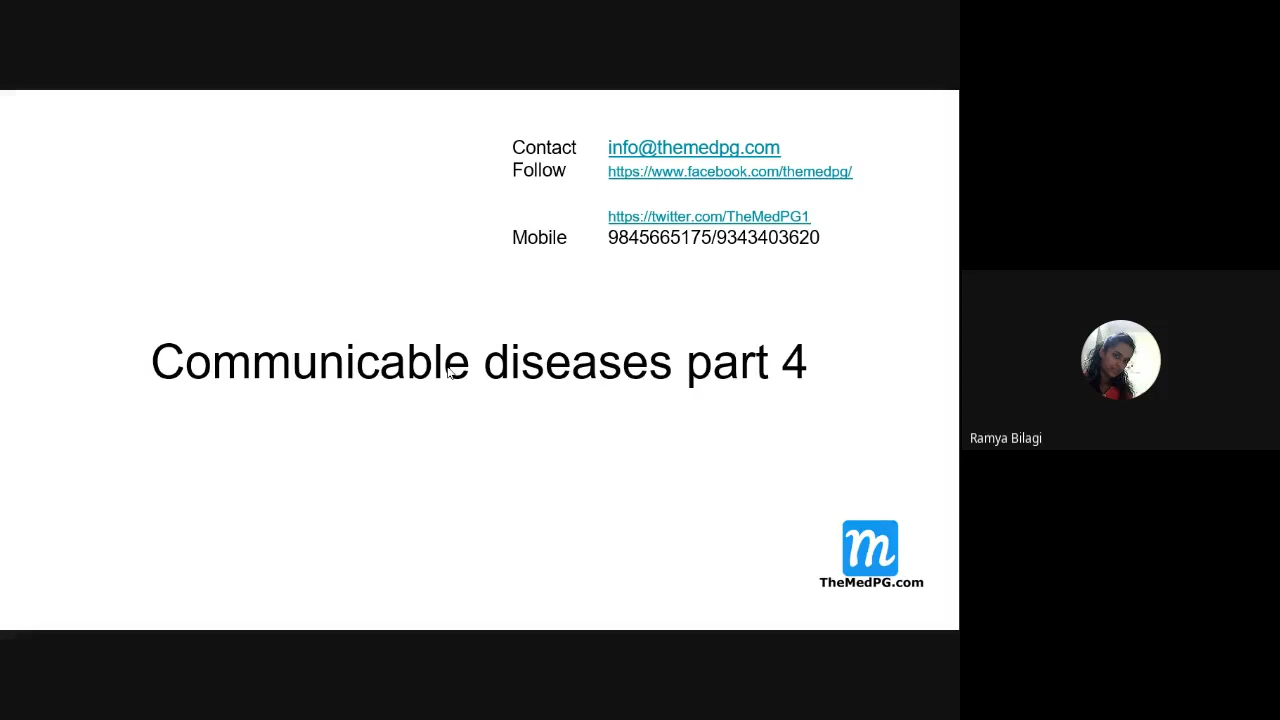 Contact info@themedpg.com
Follow https://www.facebook.com/themedpg/
https://twitter.com/TheMedPG1
Mobile 9845665175/9343403620
Communicable diseases part 4
m
TheMedPG.com
Ramya Bilagi